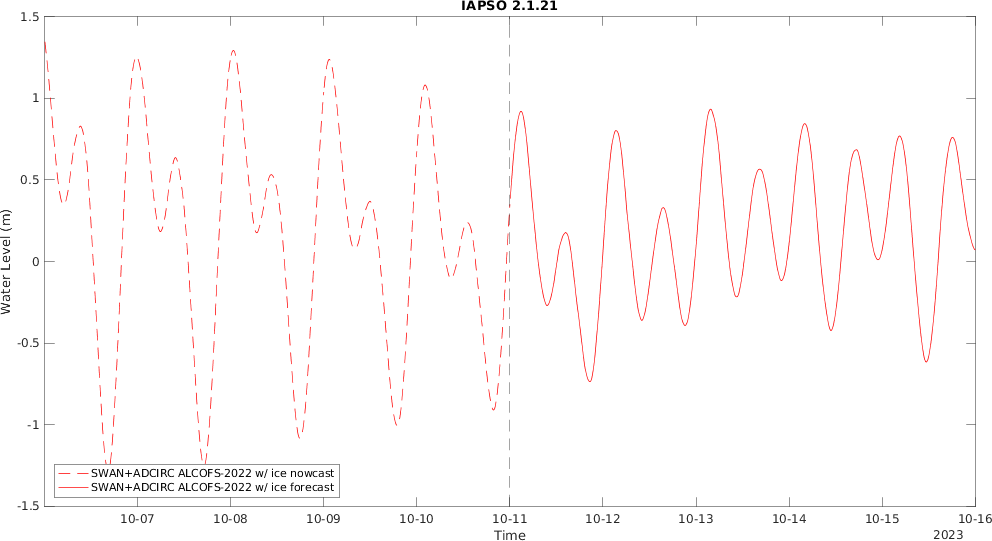 IAPSO 2.1.21
1.5
1
0.5
0
-0.5
-1
-1.5
Water Level (m)
SWAN+ADCIRC ALCOFS-2022 w/ ice nowcast
SWAN+ADCIRC ALCOFS-2022 w/ ice forecast
10-07 10-08 10-09 10-10 10-11 10-12 10-13 10-14 10-15 10-16
Time
2023